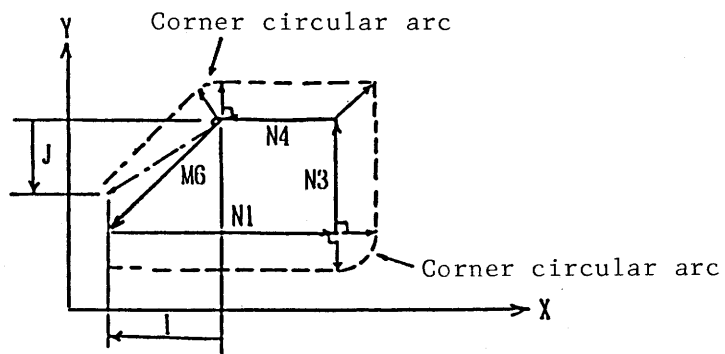 Corner circular arc
Y
N4
J
M6
N3
N1
Corner circular arc
X
I